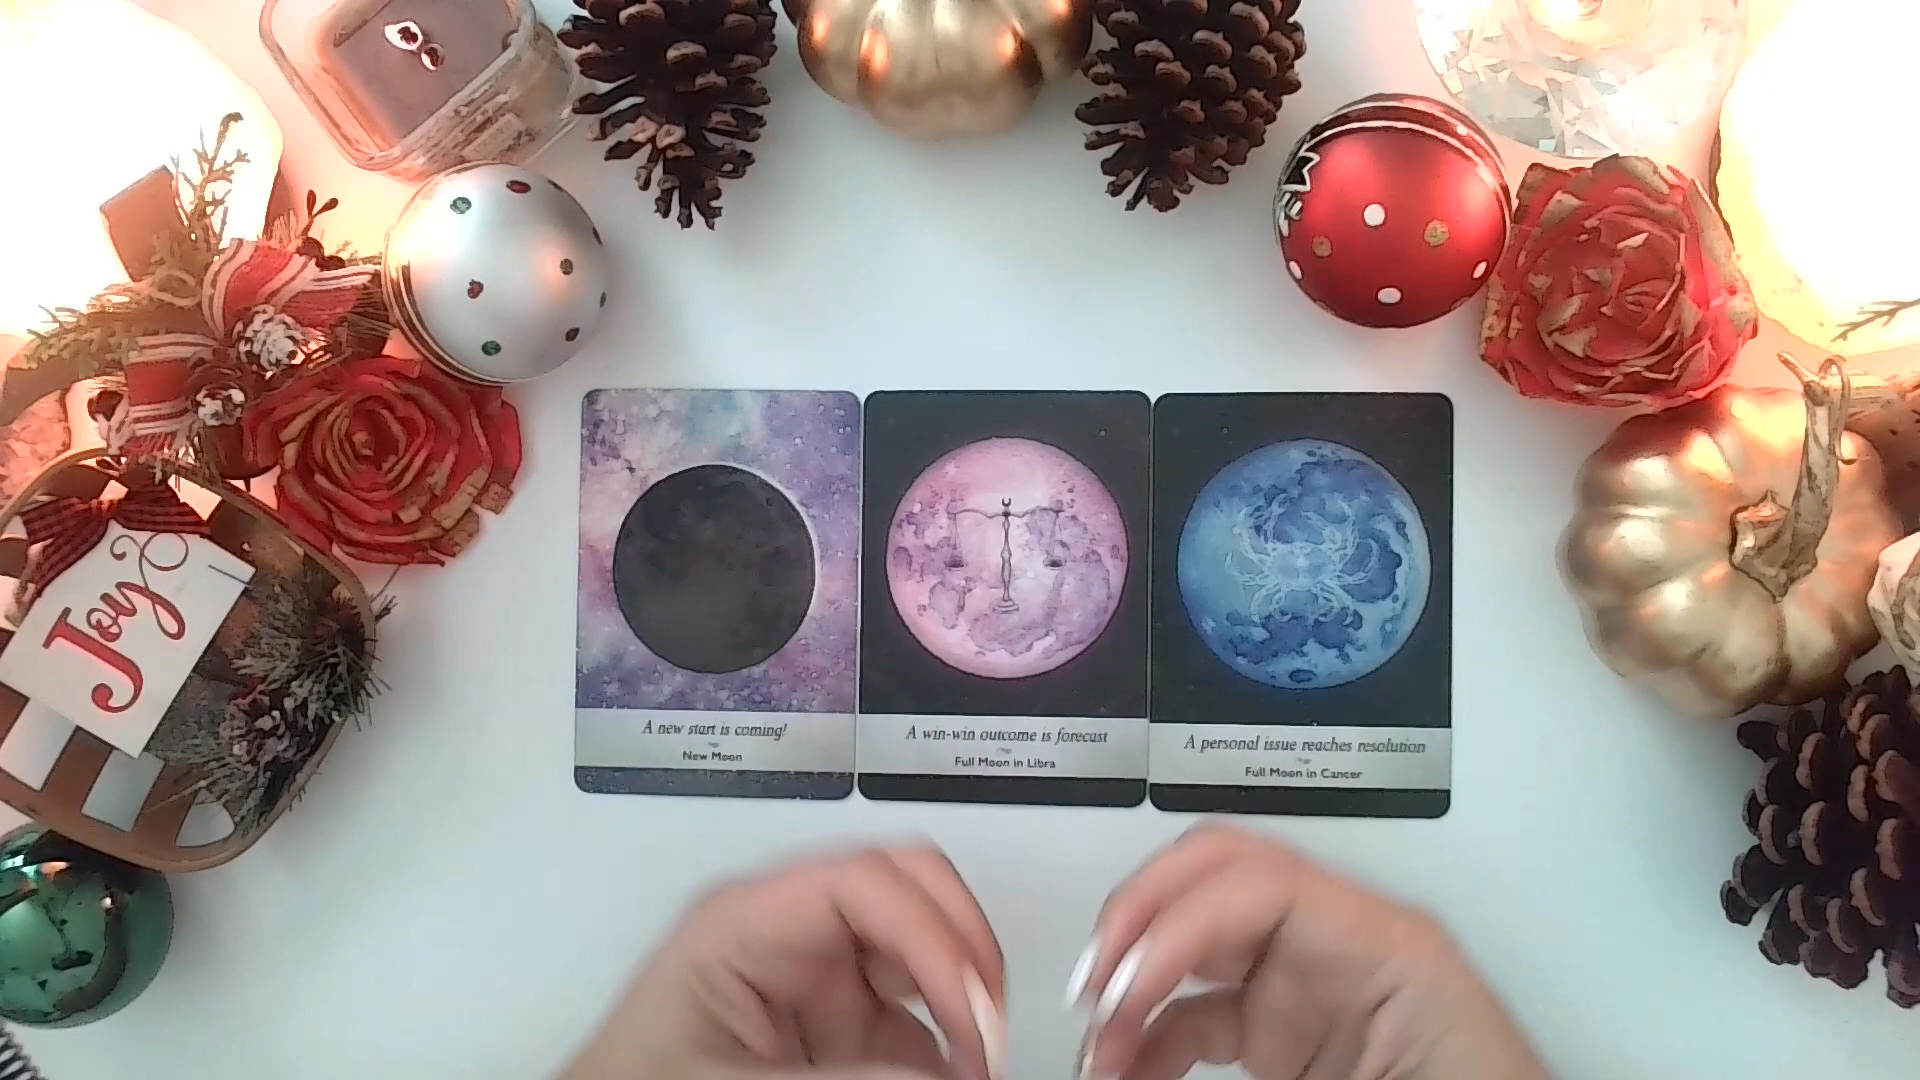 Joy
A new start is coming!
New Moon
A win-win outcome is forecast
Full Moon in Libra
A personal issue reaches resolution
Full Moon in Cancer